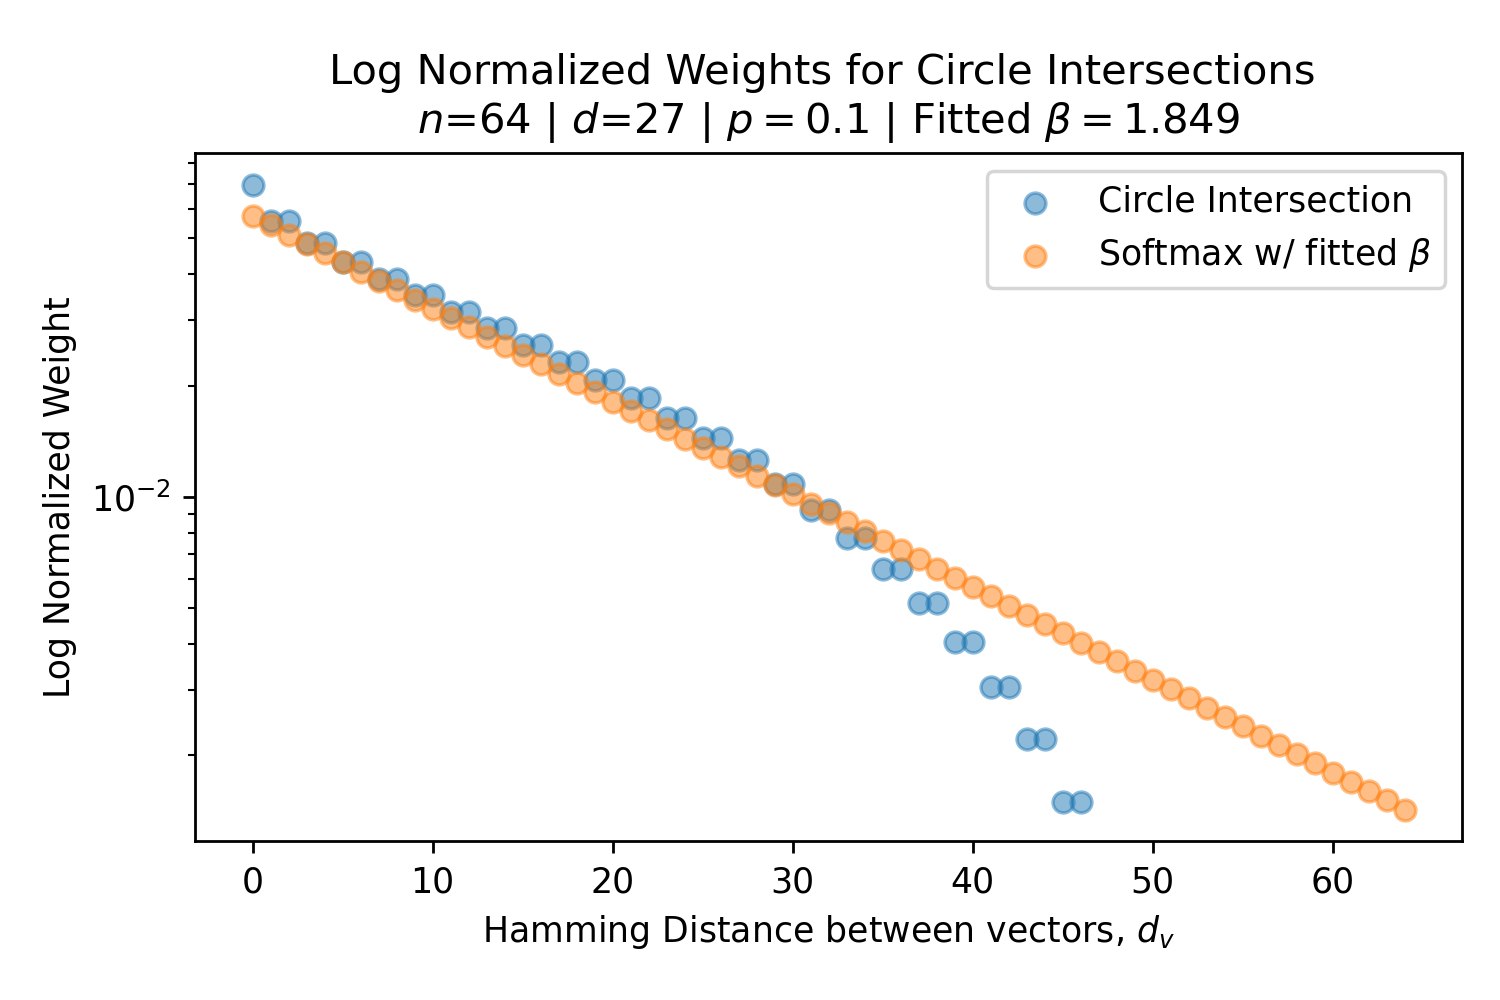 Log Normalized Weights for Circle Intersections
n=64 | d=27 | p = 0.1 | Fitted β = 1.849
Circle Intersection
Softmax w/ fitted β
Log Normalized Weight
10⁻²
0 10 20 30 40 50 60
Hamming Distance between vectors, dᵥ